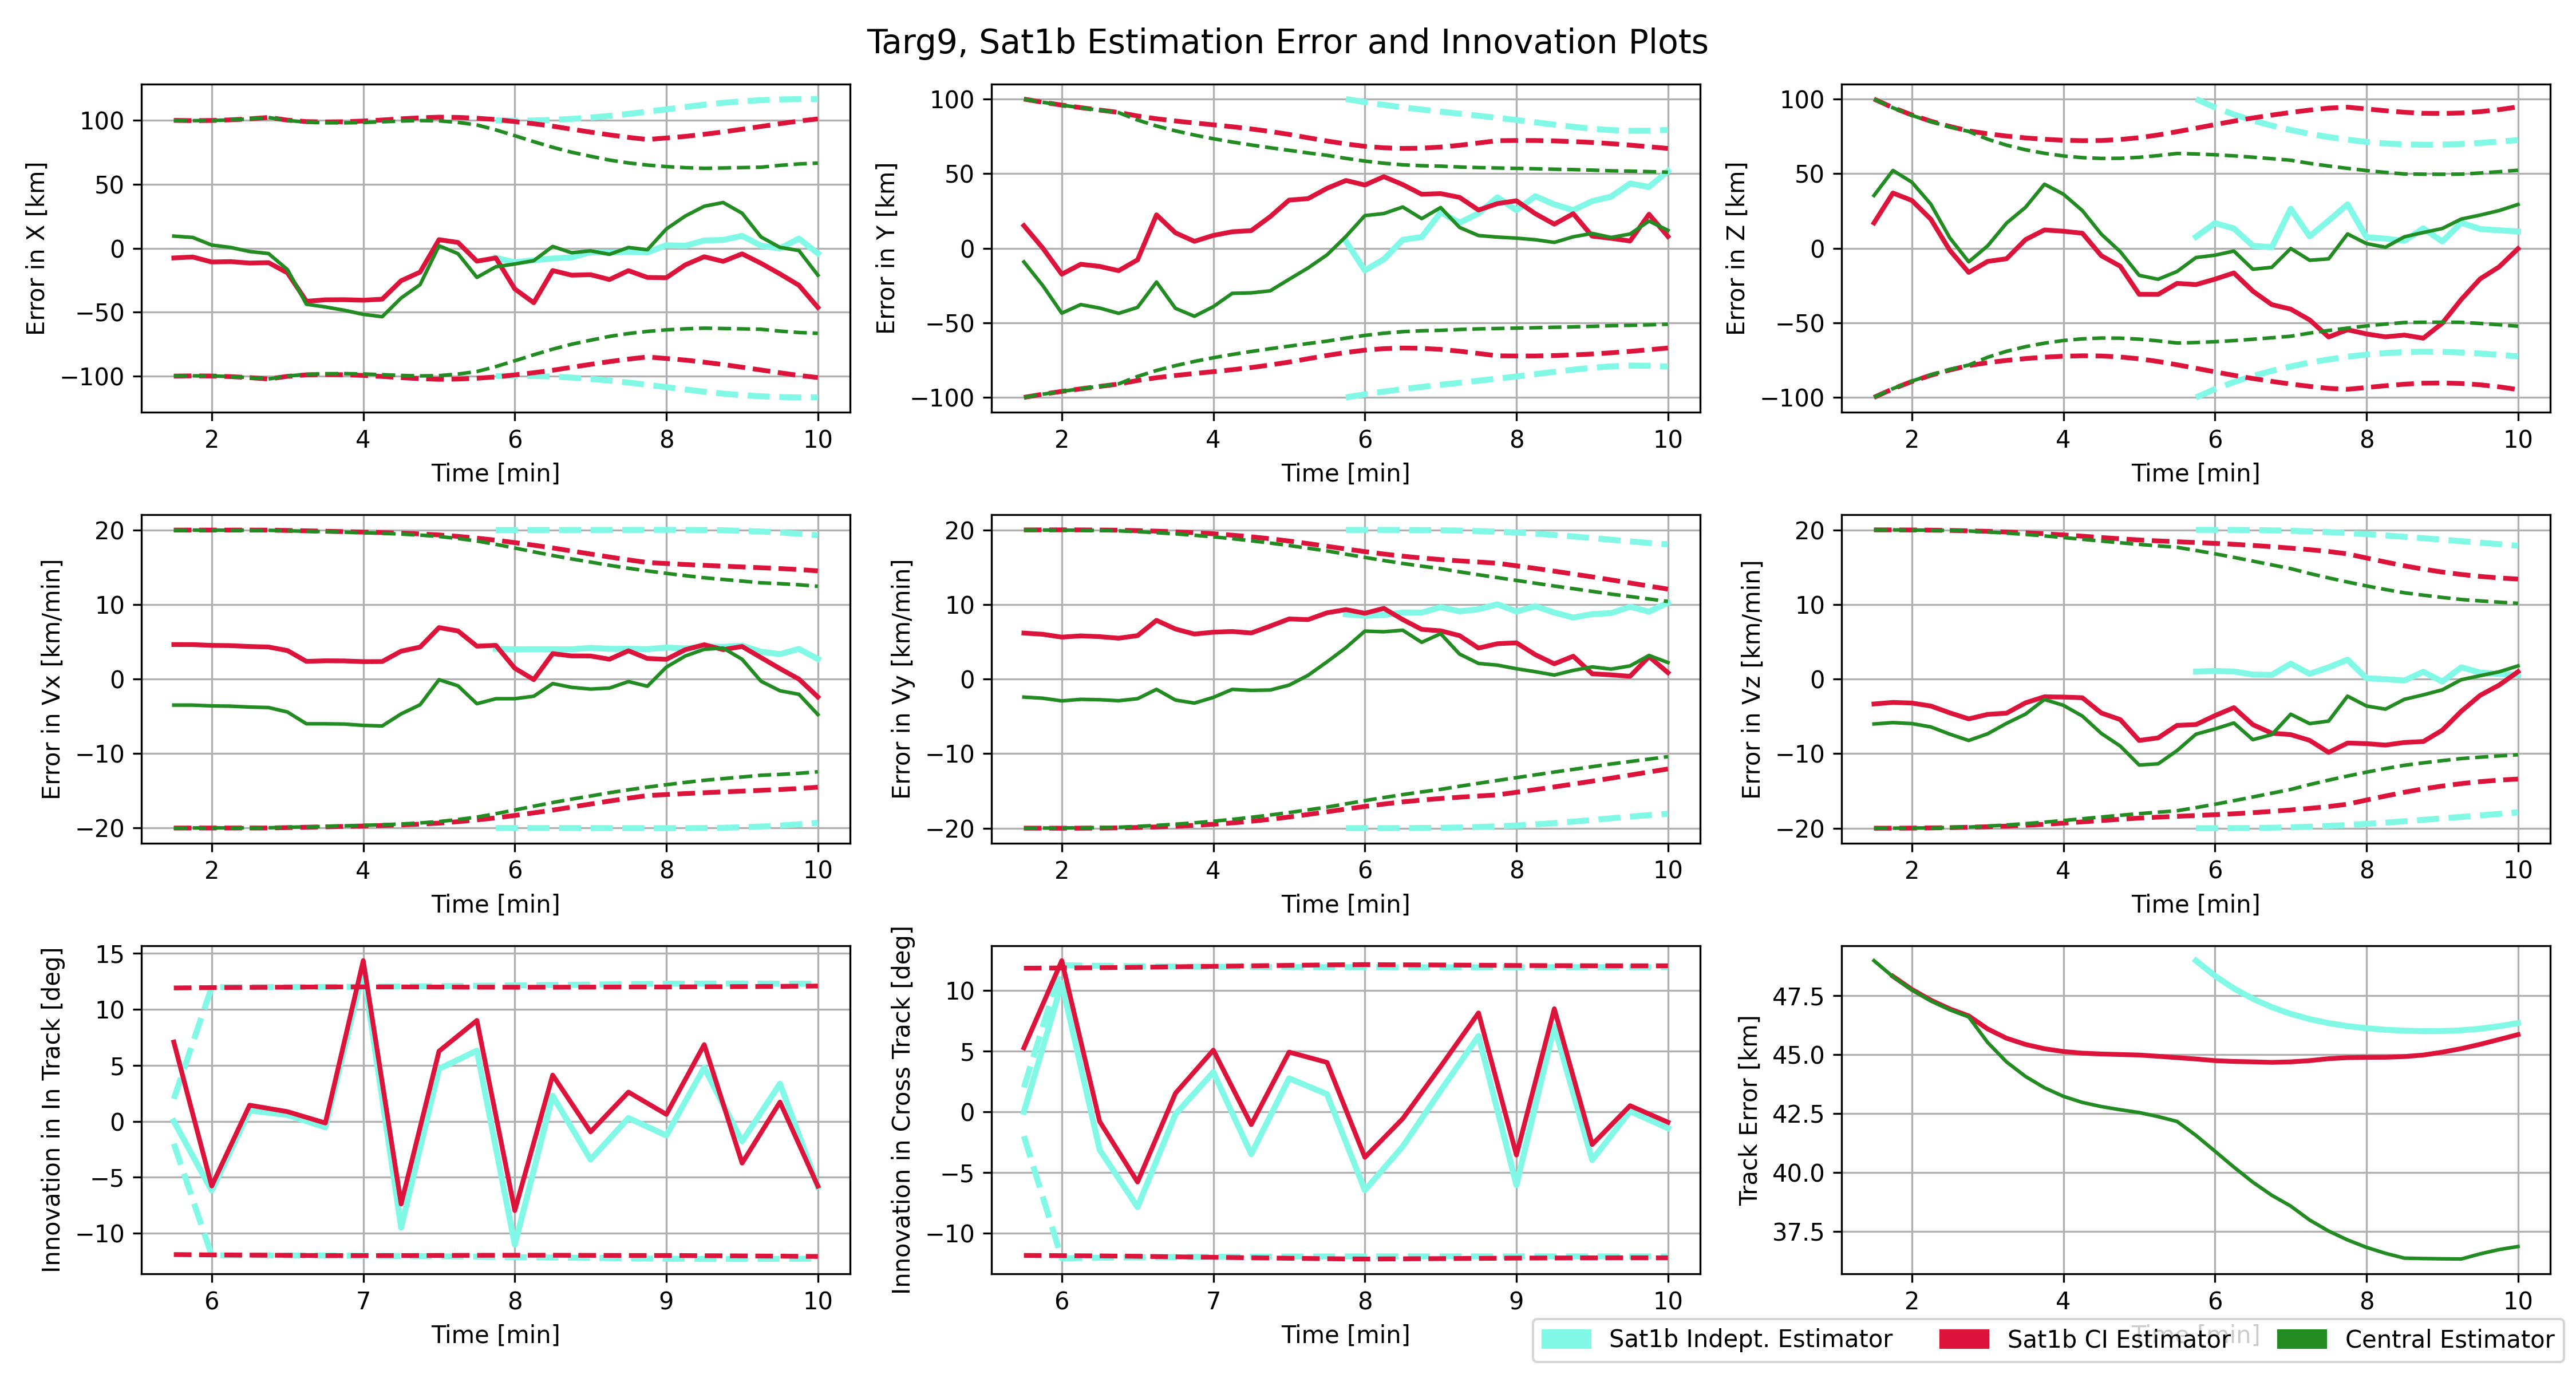 Targ9, Sat1b Estimation Error and Innovation Plots
Error in X [km]
100
50
0
−50
−100
2 4 6 8 10
Time [min]
Error in Y [km]
100
50
0
−50
−100
2 4 6 8 10
Time [min]
Error in Z [km]
100
50
0
−50
−100
2 4 6 8 10
Time [min]
Error in Vx [km/min]
20
10
0
−10
−20
2 4 6 8 10
Time [min]
Error in Vy [km/min]
20
10
0
−10
−20
2 4 6 8 10
Time [min]
Error in Vz [km/min]
20
10
0
−10
−20
2 4 6 8 10
Time [min]
Innovation in In Track [deg]
15
10
5
0
−5
−10
6 7 8 9 10
Time [min]
Innovation in Cross Track [deg]
10
5
0
−5
−10
6 7 8 9 10
Time [min]
Track Error [km]
47.5
45.0
42.5
40.0
37.5
2 4 6 8 10
Time [min]
Sat1b Indept. Estimator Sat1b CI Estimator Central Estimator